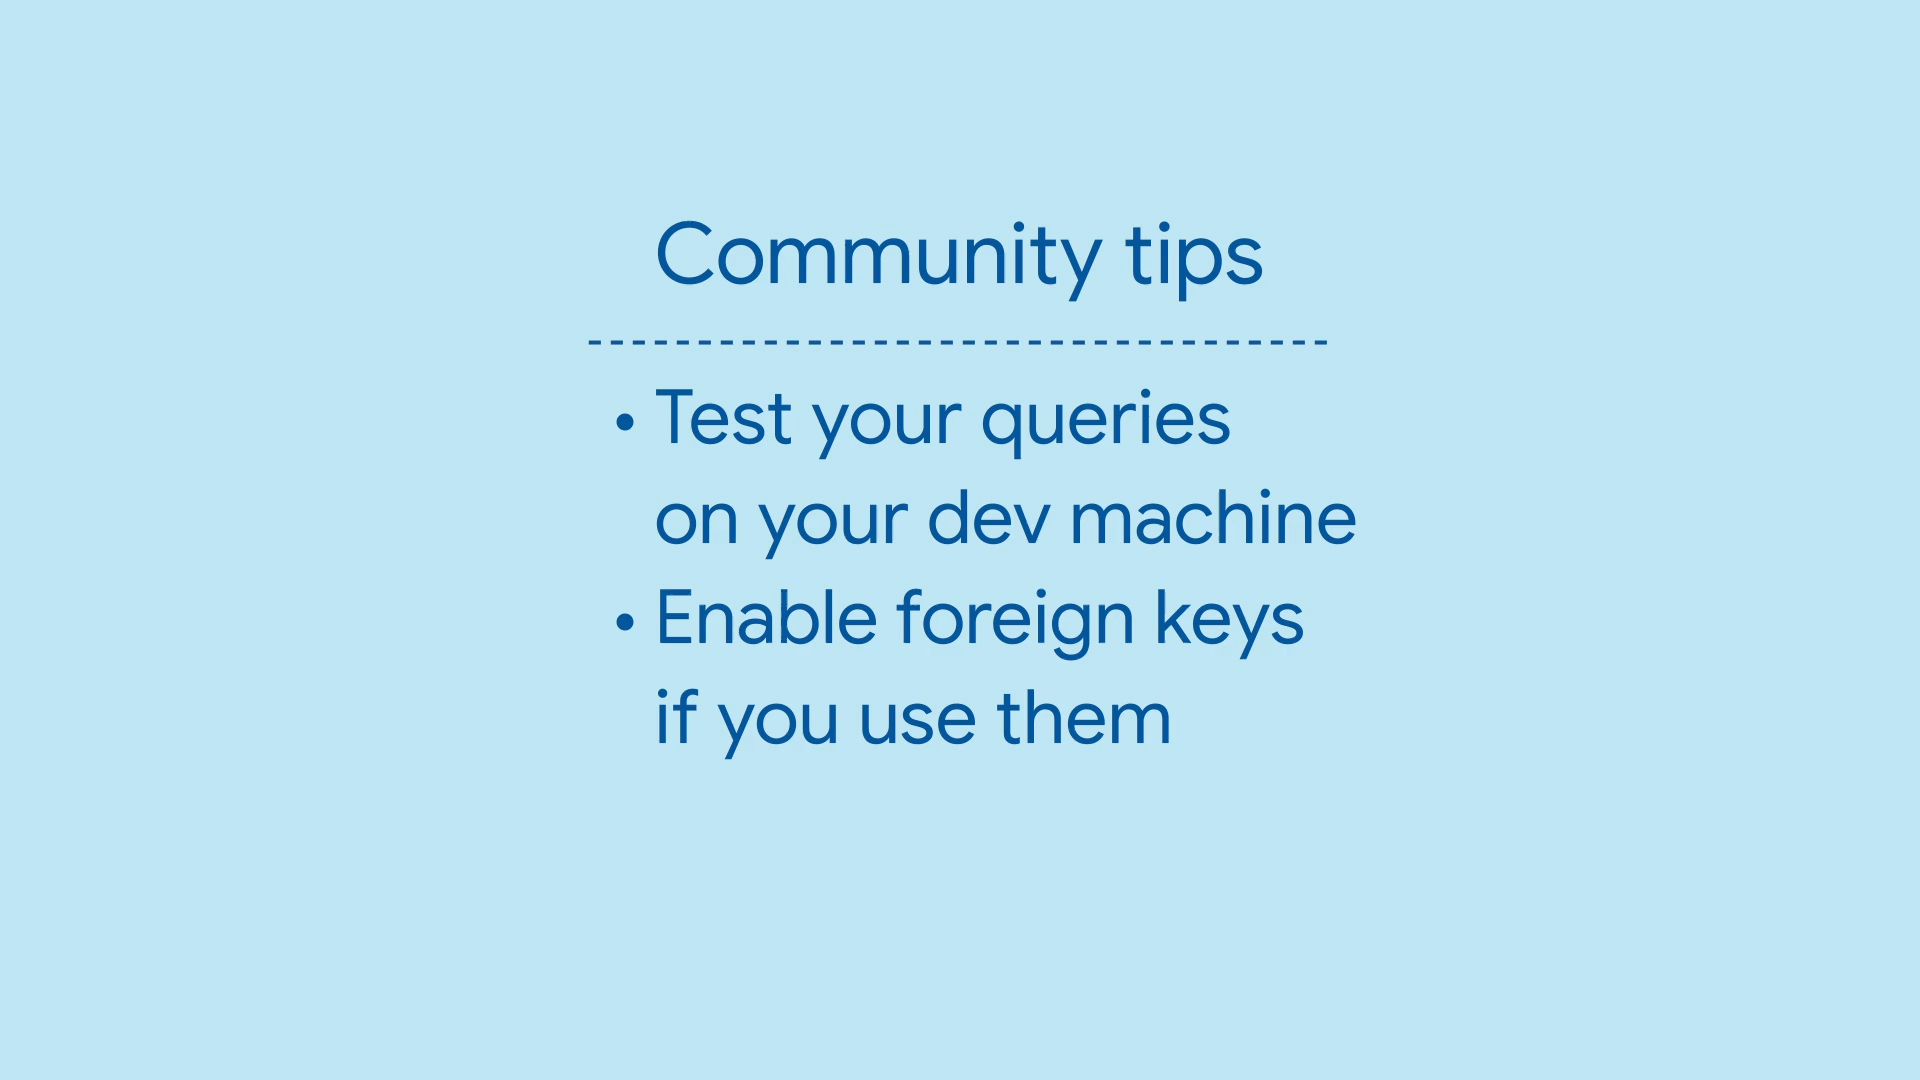 Community tips
• Test your queries
on your dev machine
• Enable foreign keys
if you use them